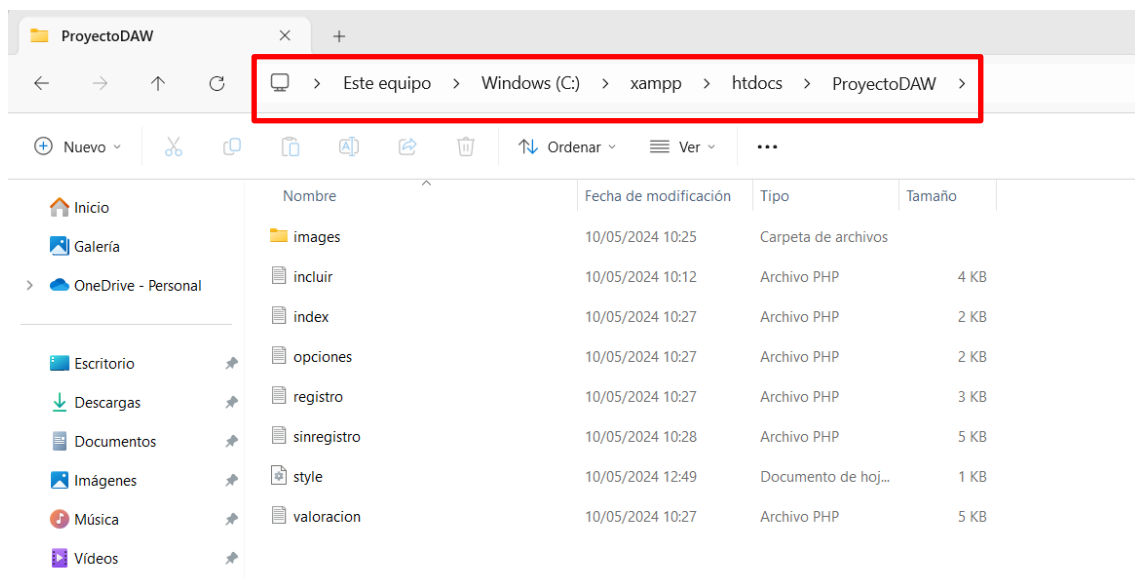 ProyectoDAW
Este equipo > Windows (C:) > xampp > htdocs > ProyectoDAW >
Nuevo Ordenar Ver
Nombre Fecha de modificación Tipo Tamaño
Inicio
Galería
OneDrive - Personal
Escritorio
Descargas
Documentos
Imágenes
Música
Vídeos
images 10/05/2024 10:25 Carpeta de archivos
incluir 10/05/2024 10:12 Archivo PHP 4 KB
index 10/05/2024 10:27 Archivo PHP 2 KB
opciones 10/05/2024 10:27 Archivo PHP 2 KB
registro 10/05/2024 10:27 Archivo PHP 3 KB
sinregistro 10/05/2024 10:28 Archivo PHP 5 KB
style 10/05/2024 12:49 Documento de hoj... 1 KB
valoracion 10/05/2024 10:27 Archivo PHP 5 KB